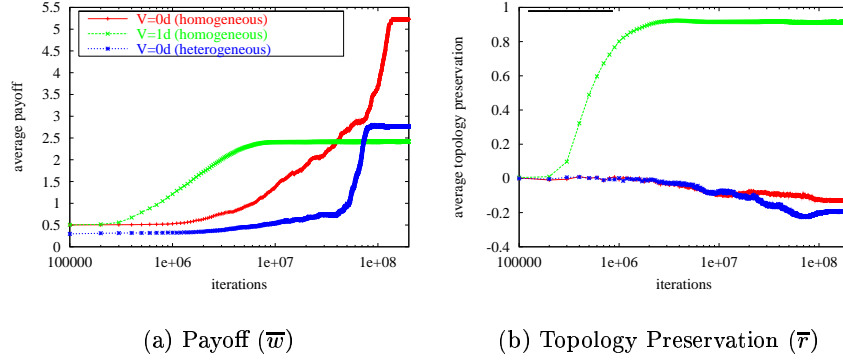 5.5
5
4.5
4
3.5
3
2.5
2
1.5
1
0.5
0
average payoff
V=0d (homogeneous)
V=1d (homogeneous)
V=0d (heterogeneous)
100000
1e+06
1e+07
1e+08
iterations
(a) Payoff (w̅)
1
0.8
0.6
0.4
0.2
0
-0.2
-0.4
average topology preservation
100000
1e+06
1e+07
1e+08
iterations
(b) Topology Preservation (r̅)